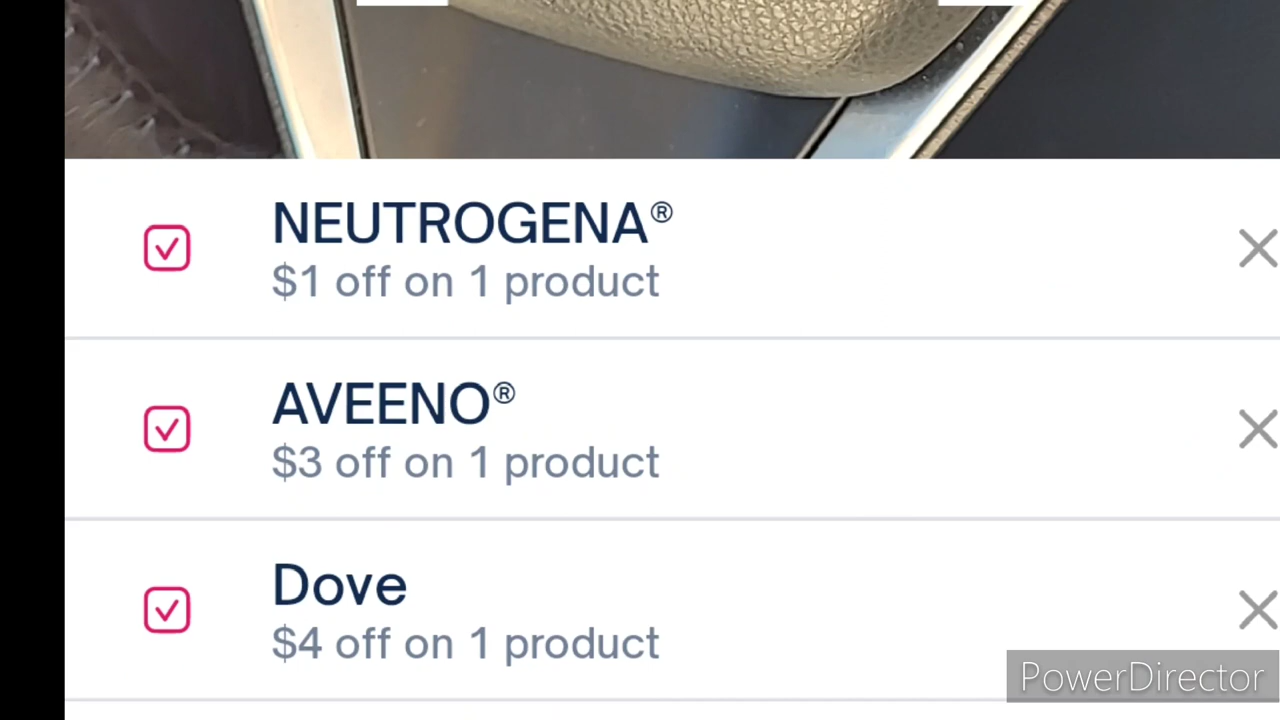 NEUTROGENA®
$1 off on 1 product
AVEENO®
$3 off on 1 product
Dove
$4 off on 1 product
PowerDirector